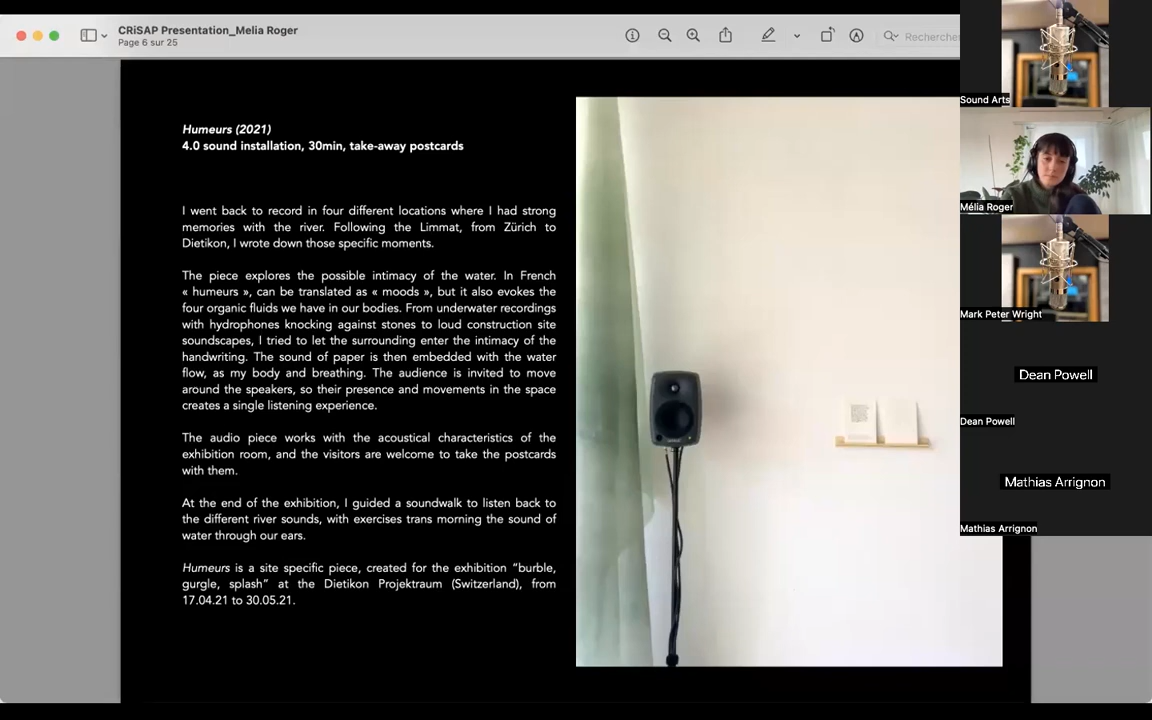 CRiSAP Presentation_Melia Roger
Page 6 sur 25
Rechercher
Humeurs (2021)
4.0 sound installation, 30min, take-away postcards
I went back to record in four different locations where I had strong
memories with the river. Following the Limmat, from Zürich to
Dietikon, I wrote down those specific moments.
The piece explores the possible intimacy of the water. In French
« humeurs », can be translated as « moods », but it also evokes the
four organic fluids we have in our bodies. From underwater recordings
with hydrophones knocking against stones to loud construction site
soundscapes, I tried to let the surrounding enter the intimacy of the
handwriting. The sound of paper is then embedded with the water
flow, as my body and breathing. The audience is invited to move
around the speakers, so their presence and movements in the space
creates a single listening experience.
The audio piece works with the acoustical characteristics of the
exhibition room, and the visitors are welcome to take the postcards
with them.
At the end of the exhibition, I guided a soundwalk to listen back to
the different river sounds, with exercises trans morning the sound of
water through our ears.
Humeurs is a site specific piece, created for the exhibition “burble,
gurgle, splash” at the Dietikon Projektraum (Switzerland), from
17.04.21 to 30.05.21.
Sound Arts
Mélia Roger
Mark Peter Wright
Dean Powell
Dean Powell
Mathias Arrignon
Mathias Arrignon